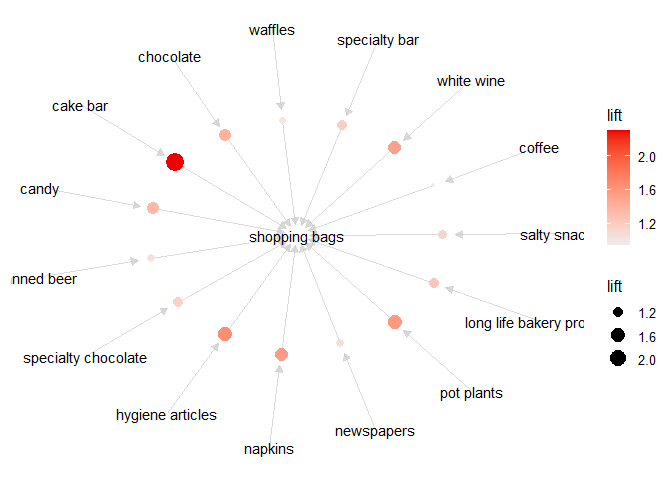 waffles
specialty bar
chocolate
white wine
cake bar
coffee
candy
shopping bags
salty snac
nned beer
long life bakery pro
specialty chocolate
pot plants
hygiene articles
newspapers
napkins
lift
2.0
1.6
1.2
lift
1.2
1.6
2.0